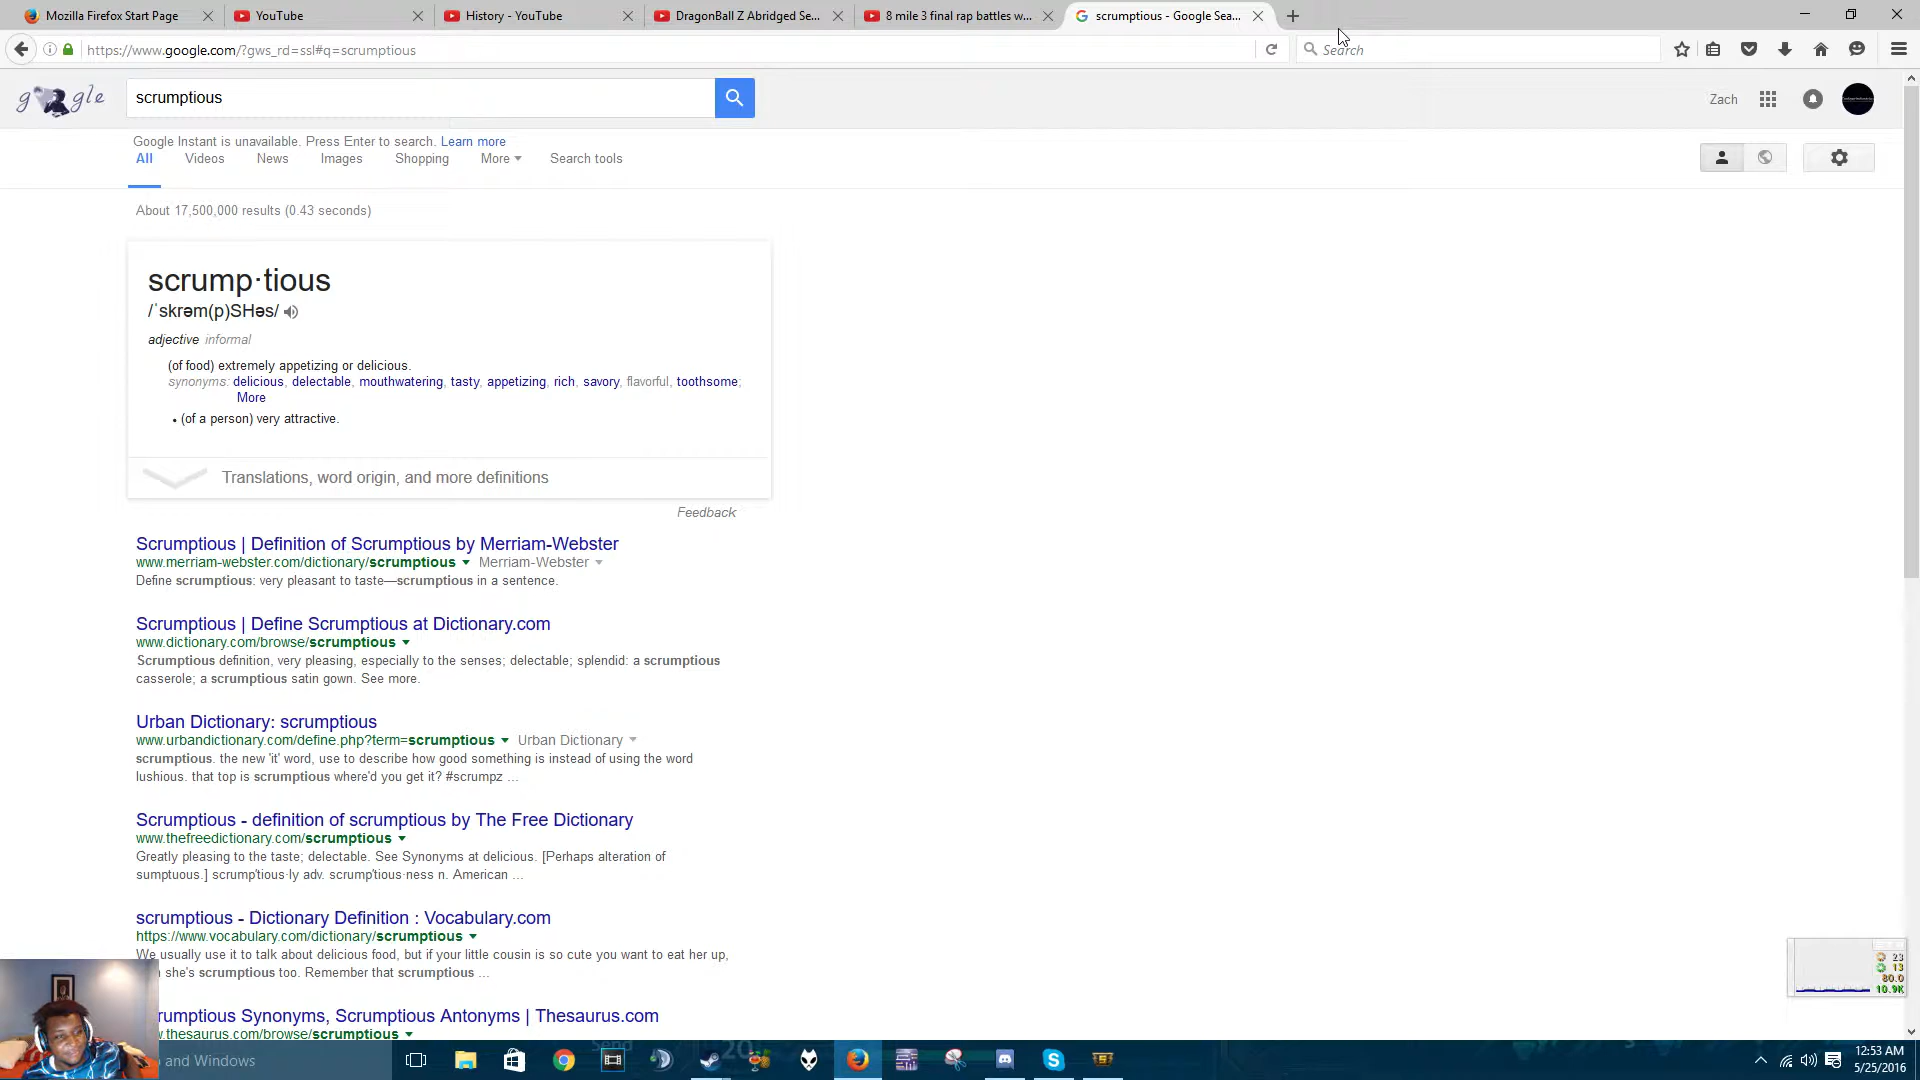 Mozilla Firefox Start Page
YouTube
History - YouTube
DragonBall Z Abridged Se...
8 mile 3 final rap battles w...
scrumptious - Google Sea...
https://www.google.com/?gws_rd=ssl#q=scrumptious
Search
g gle
scrumptious
Zach
Google Instant is unavailable. Press Enter to search. Learn more
All Videos News Images Shopping More Search tools
About 17,500,000 results (0.43 seconds)
scrump·tious
/ˈskrəm(p)SHəs/
adjective informal
(of food) extremely appetizing or delicious.
synonyms: delicious, delectable, mouthwatering, tasty, appetizing, rich, savory, flavorful, toothsome;
More
• (of a person) very attractive.
Translations, word origin, and more definitions
Feedback
Scrumptious | Definition of Scrumptious by Merriam-Webster
www.merriam-webster.com/dictionary/scrumptious Merriam-Webster
Define scrumptious: very pleasant to taste—scrumptious in a sentence.
Scrumptious | Define Scrumptious at Dictionary.com
www.dictionary.com/browse/scrumptious
Scrumptious definition, very pleasing, especially to the senses; delectable; splendid: a scrumptious
casserole; a scrumptious satin gown. See more.
Urban Dictionary: scrumptious
www.urbandictionary.com/define.php?term=scrumptious Urban Dictionary
scrumptious. the new 'it' word, use to describe how good something is instead of using the word
lushious. that top is scrumptious where'd you get it? #scrumpz ...
Scrumptious - definition of scrumptious by The Free Dictionary
www.thefreedictionary.com/scrumptious
Greatly pleasing to the taste; delectable. See Synonyms at delicious. [Perhaps alteration of
sumptuous.] scrump′tious·ly adv. scrump′tious·ness n. American ...
scrumptious - Dictionary Definition : Vocabulary.com
https://www.vocabulary.com/dictionary/scrumptious
We usually use it to talk about delicious food, but if your little cousin is so cute you want to eat her up,
she's scrumptious too. Remember that scrumptious ...
rumptious Synonyms, Scrumptious Antonyms | Thesaurus.com
w.thesaurus.com/browse/scrumptious
23
13
80.0
10.9K
and Windows
12:53 AM
5/25/2016